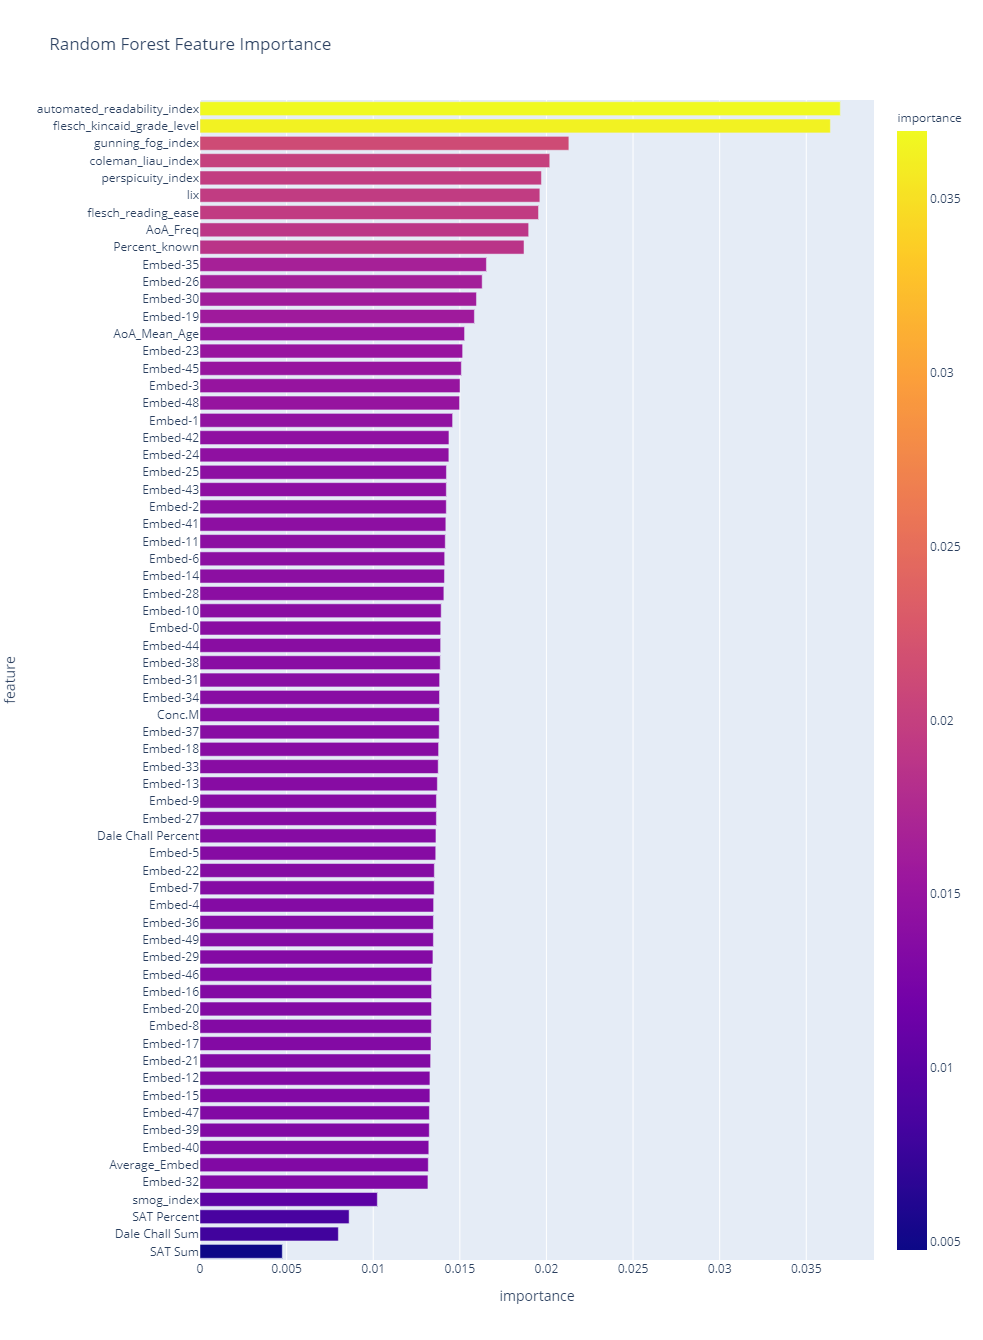 Random Forest Feature Importance
automated_readability_index
flesch_kincaid_grade_level
gunning_fog_index
coleman_liau_index
perspicuity_index
lix
flesch_reading_ease
AoA_Freq
Percent_known
Embed-35
Embed-26
Embed-30
Embed-19
AoA_Mean_Age
Embed-23
Embed-45
Embed-3
Embed-48
Embed-1
Embed-42
Embed-24
Embed-25
Embed-43
Embed-2
Embed-41
Embed-11
Embed-6
Embed-14
Embed-28
Embed-10
Embed-0
Embed-44
Embed-38
Embed-31
Embed-34
Conc.M
Embed-37
Embed-18
Embed-33
Embed-13
Embed-9
Embed-27
Dale Chall Percent
Embed-5
Embed-22
Embed-7
Embed-4
Embed-36
Embed-49
Embed-29
Embed-46
Embed-16
Embed-20
Embed-8
Embed-17
Embed-21
Embed-12
Embed-15
Embed-47
Embed-39
Embed-40
Average_Embed
Embed-32
smog_index
SAT Percent
Dale Chall Sum
SAT Sum
feature
0 0.005 0.01 0.015 0.02 0.025 0.03 0.035
importance
importance
0.035
0.03
0.025
0.02
0.015
0.01
0.005